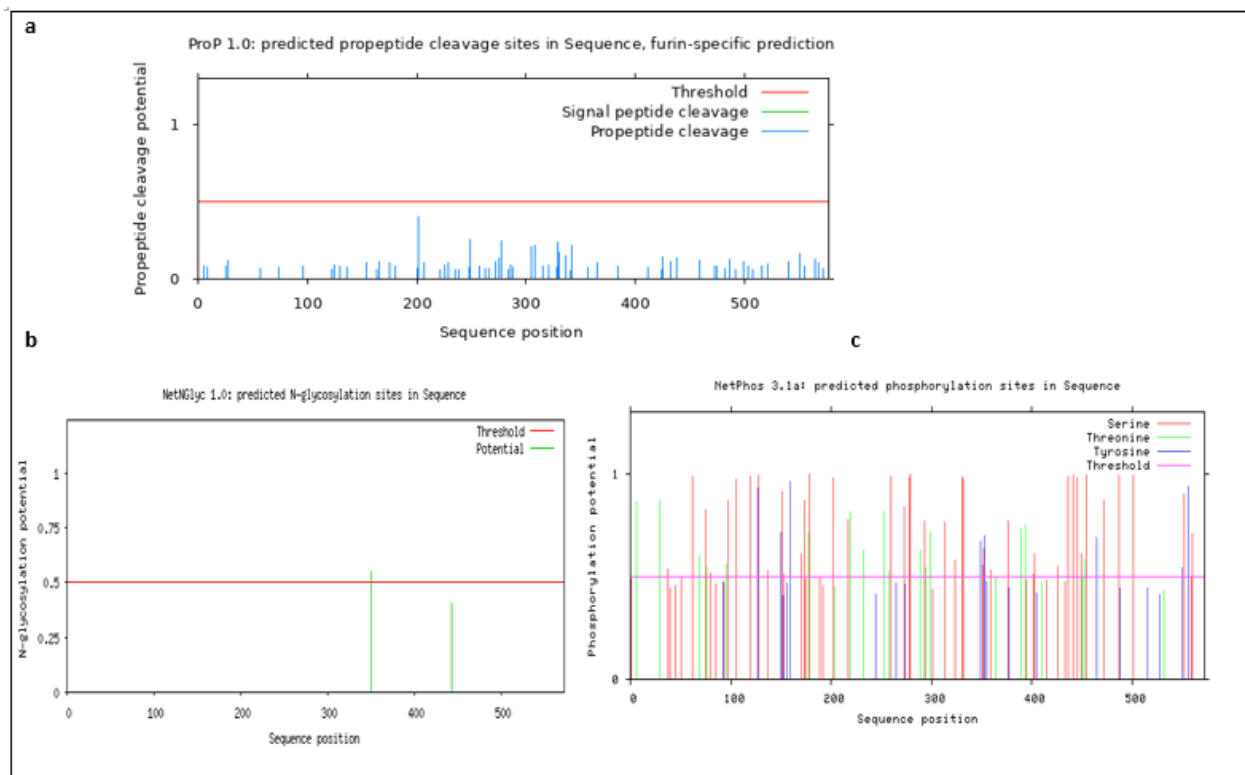 a
ProP 1.0: predicted propeptide cleavage sites in Sequence, furin-specific prediction
Propeptide cleavage potential
1
0
Threshold
Signal peptide cleavage
Propeptide cleavage
0 100 200 300 400 500
Sequence position
b
NetNGlyc 1.0: predicted N-glycosylation sites in Sequence
N-glycosylation potential
1
0.75
0.5
0.25
0
Threshold
Potential
0 100 200 300 400 500
Sequence position
c
NetPhos 3.1a: predicted phosphorylation sites in Sequence
Phosphorylation potential
1
0
Serine
Threonine
Tyrosine
Threshold
0 100 200 300 400 500
Sequence position